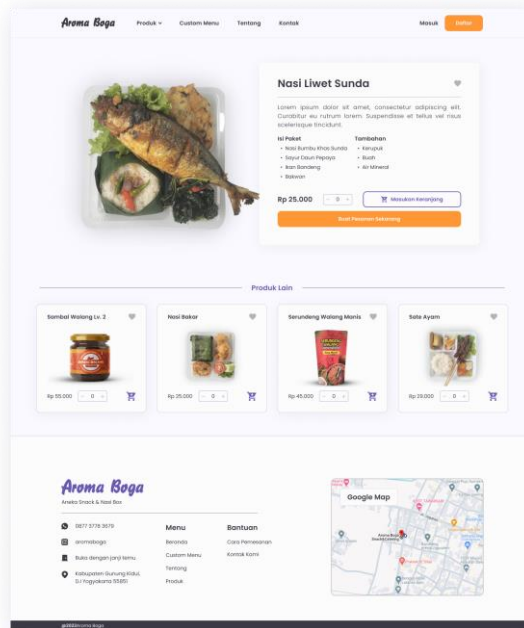 Aroma Boga
Produk
Custom Menu
Tentang
Kontak
Masuk
Daftar
Nasi Liwet Sunda
Lorem ipsum dolor sit amet, consectetur adipiscing elit.
Curabitur eu rutrum lorem. Suspendisse et tellus vel risus
scelerisque tincidunt.
Isi Paket
Nasi Bumbu Khas Sunda
Sayur Daun Pepaya
Ikan Bandeng
Bakwan
Tambahan
Kerupuk
Buah
Air Mineral
Rp 25,000
- 0 +
Masukan Keranjang
Buat Pesanan Sekarang
Produk Lain
Sambal Walang Lv. 2
Rp 55,000
- 0 +
Nasi Bakar
Rp 25,000
- 0 +
Serundeng Walang Manis
Rp 45,000
- 0 +
Sate Ayam
- 0 +
Aroma Boga
Aneka Snack & Nasi Box
0877 3778 3079
aromaboga
Buka dengan janji temu
Kabupaten Gunung Kidul,
Yogyakarta 55851
Menu
Beranda
Custom Menu
Tentang
Produk
Bantuan
Cara Pemesanan
Kontak Kami
Google Map
Aroma Boga
Aroma Boga